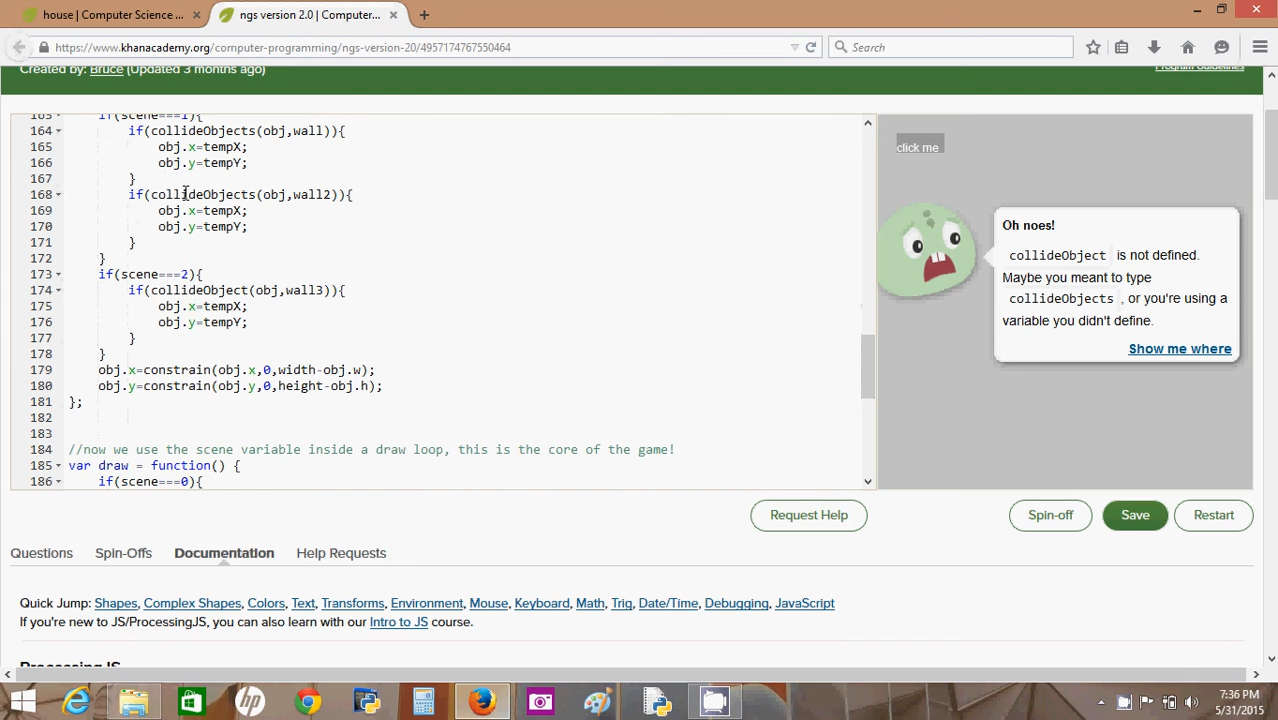 house | Computer Science ...
ngs version 2.0 | Computer...
https://www.khanacademy.org/computer-programming/ngs-version-20/4957174767550464
Search
Created by: Bruce (Updated 3 months ago)
Program Guidelines
163 if(scene===1){
164 if(collideObjects(obj,wall)){
165 obj.x=tempX;
166 obj.y=tempY;
167 }
168 if(collideObjects(obj,wall2)){
169 obj.x=tempX;
170 obj.y=tempY;
171 }
172 }
173 if(scene===2){
174 if(collideObject(obj,wall3)){
175 obj.x=tempX;
176 obj.y=tempY;
177 }
178 }
179 obj.x=constrain(obj.x,0,width-obj.w);
180 obj.y=constrain(obj.y,0,height-obj.h);
181 };
182
183
184 //now we use the scene variable inside a draw loop, this is the core of the game!
185 var draw = function() {
186 if(scene===0){
click me
Oh noes!
collideObject is not defined.
Maybe you meant to type
collideObjects, or you're using a
variable you didn't define.
Show me where
Request Help
Spin-off
Save
Restart
Questions
Spin-Offs
Documentation
Help Requests
Quick Jump: Shapes, Complex Shapes, Colors, Text, Transforms, Environment, Mouse, Keyboard, Math, Trig, Date/Time, Debugging, JavaScript
If you're new to JS/ProcessingJS, you can also learn with our Intro to JS course.
ProcessingJS
7:36 PM
5/31/2015